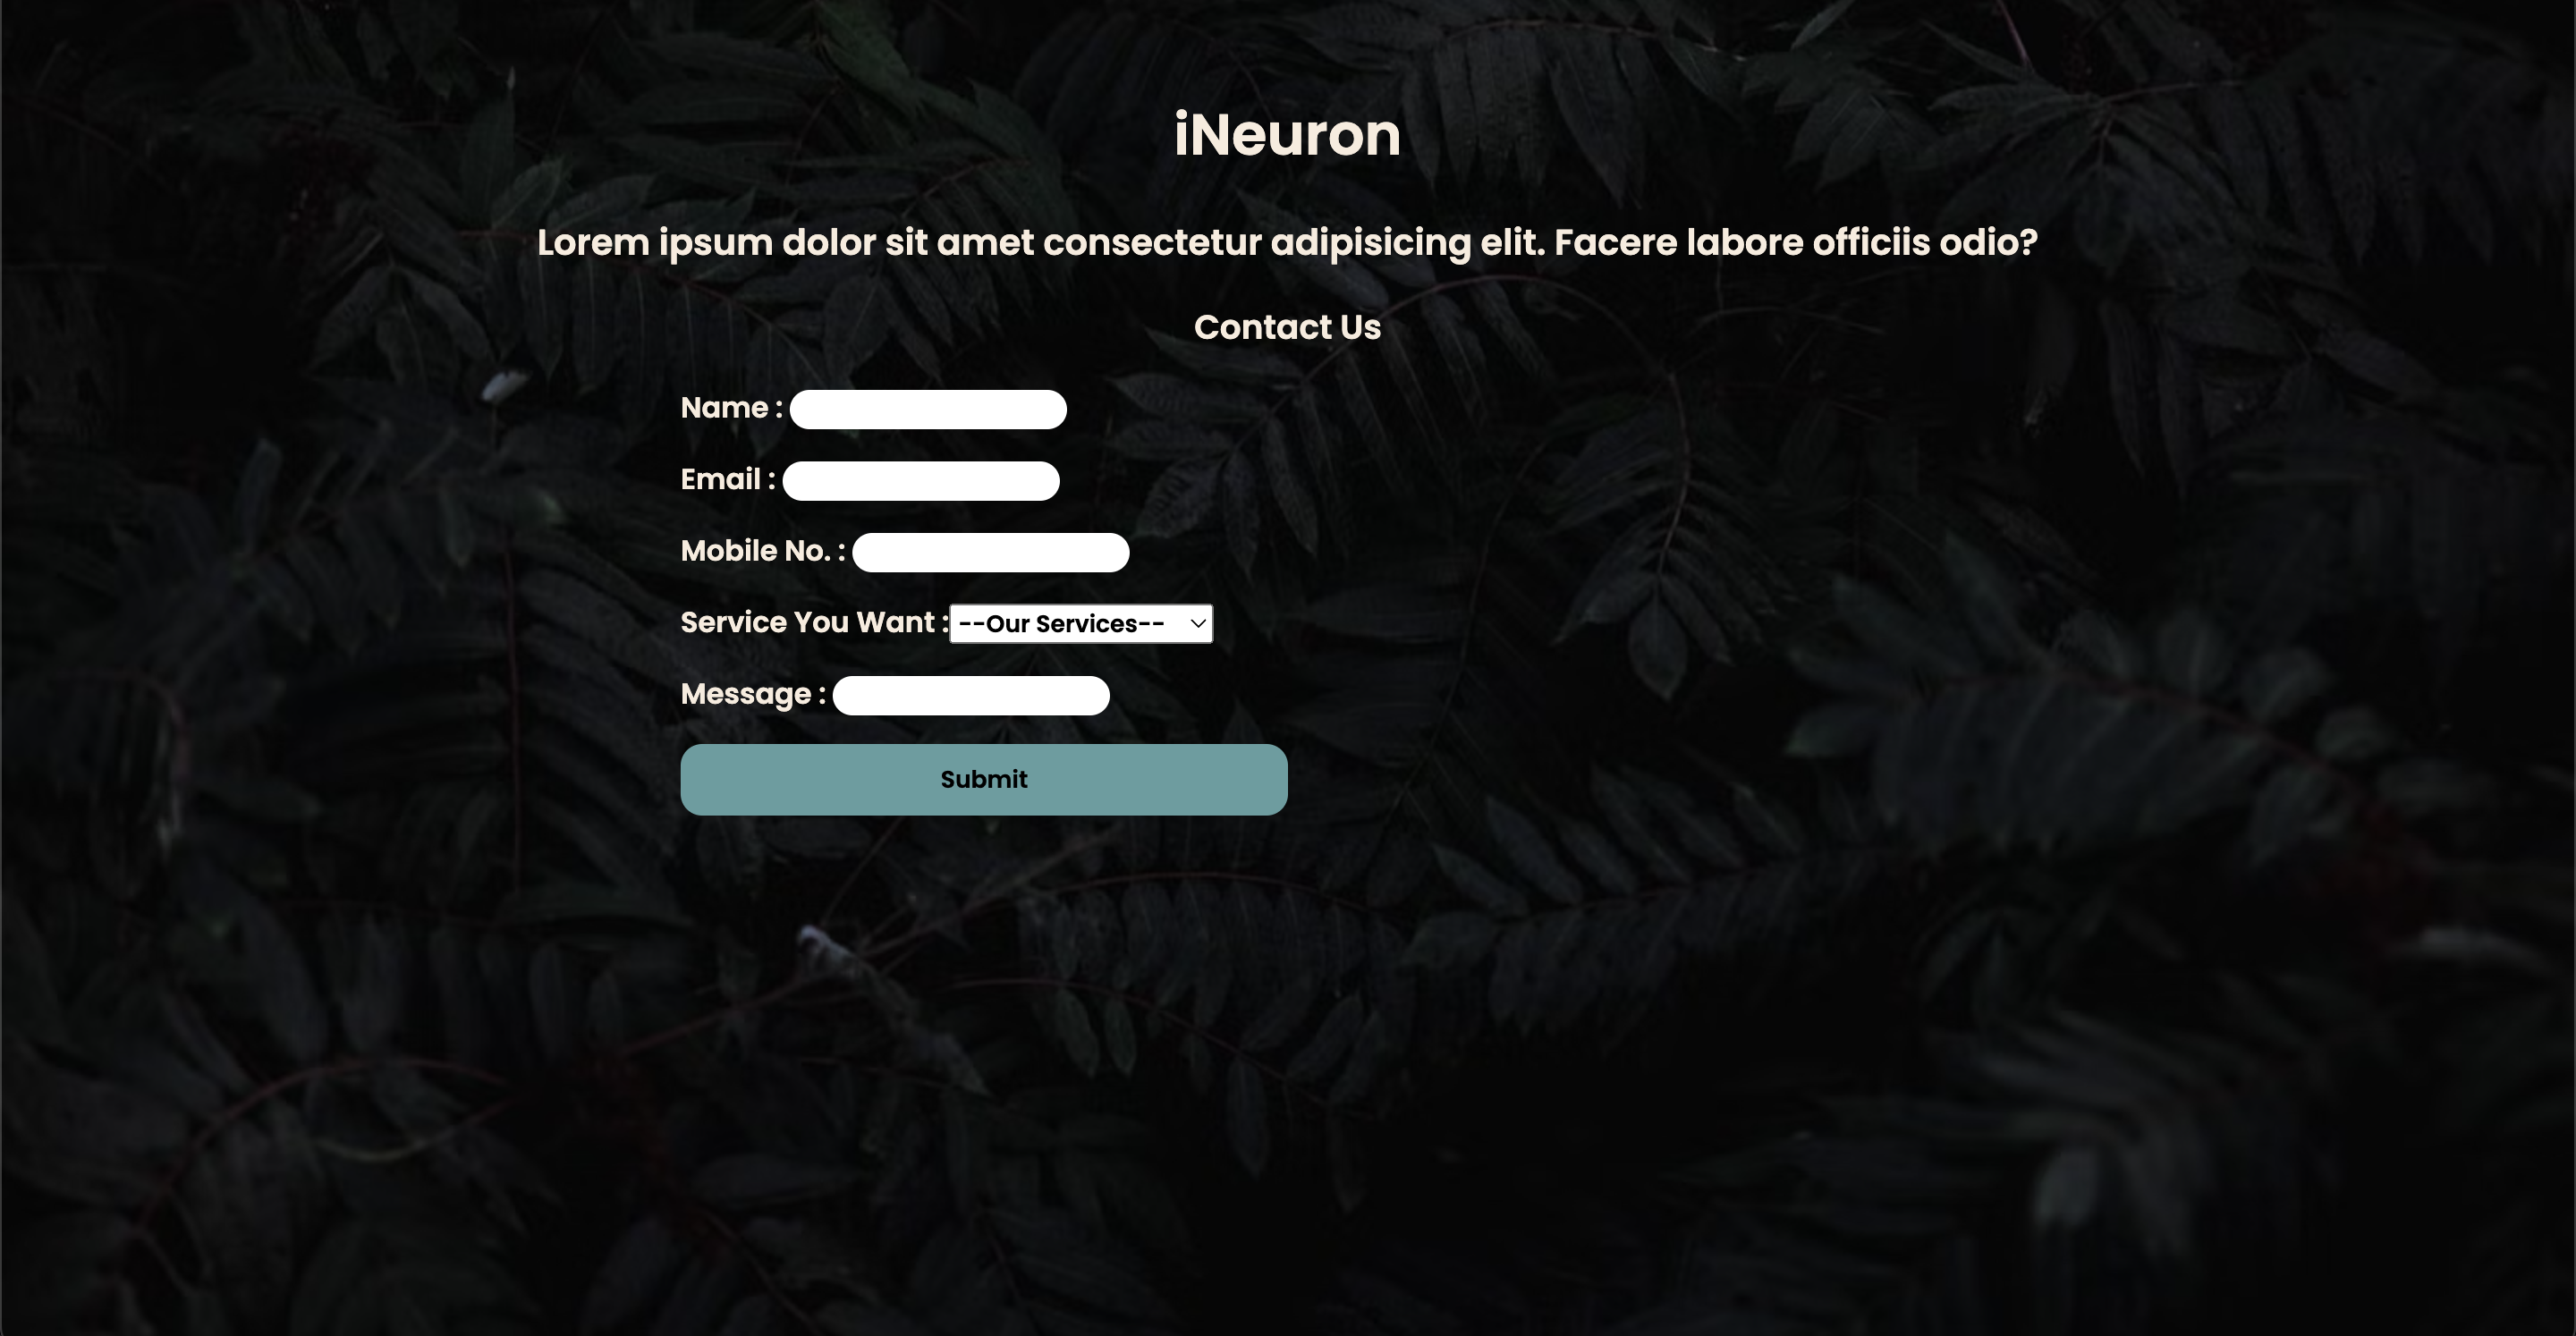 iNeuron
Lorem ipsum dolor sit amet consectetur adipisicing elit. Facere labore officiis odio?
Contact Us
Name :
Email :
Mobile No. :
Service You Want : --Our Services--
Message :
Submit